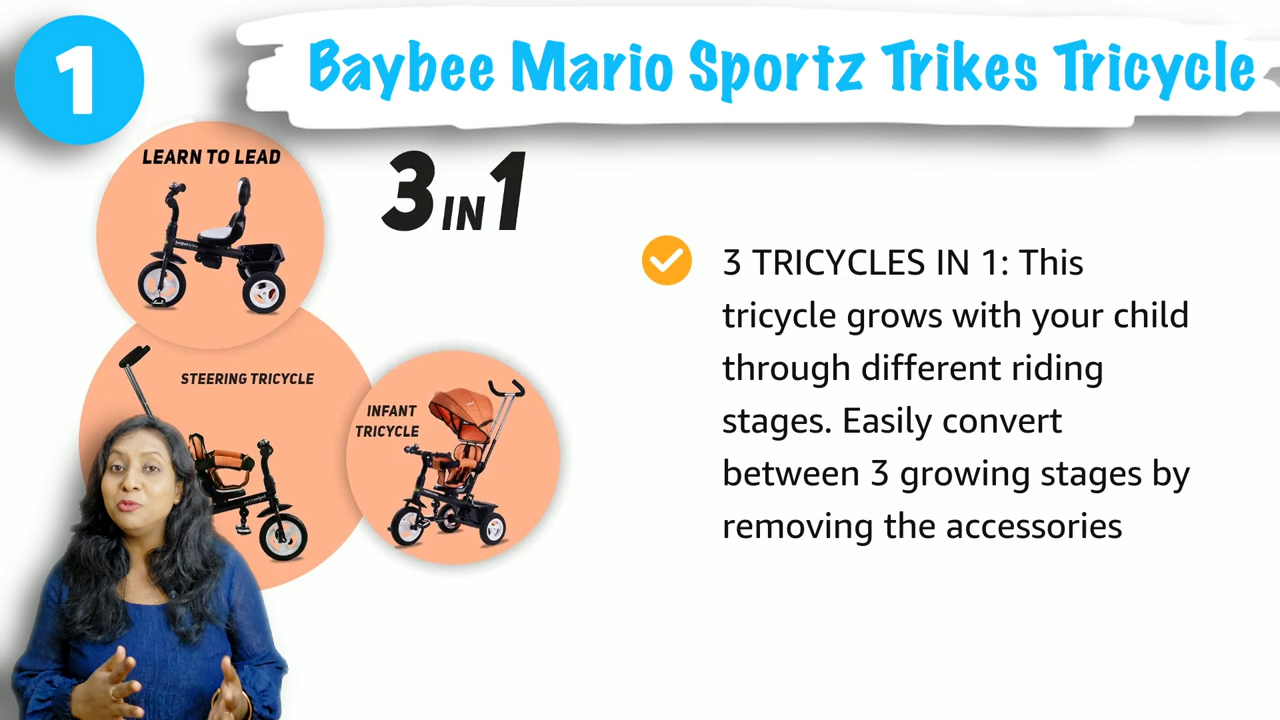 1
Baybee Mario Sportz Trikes Tricycle
LEARN TO LEAD
3 IN 1
STEERING TRICYCLE
INFANT
TRICYCLE
3 TRICYCLES IN 1: This
tricycle grows with your child
through different riding
stages. Easily convert
between 3 growing stages by
removing the accessories